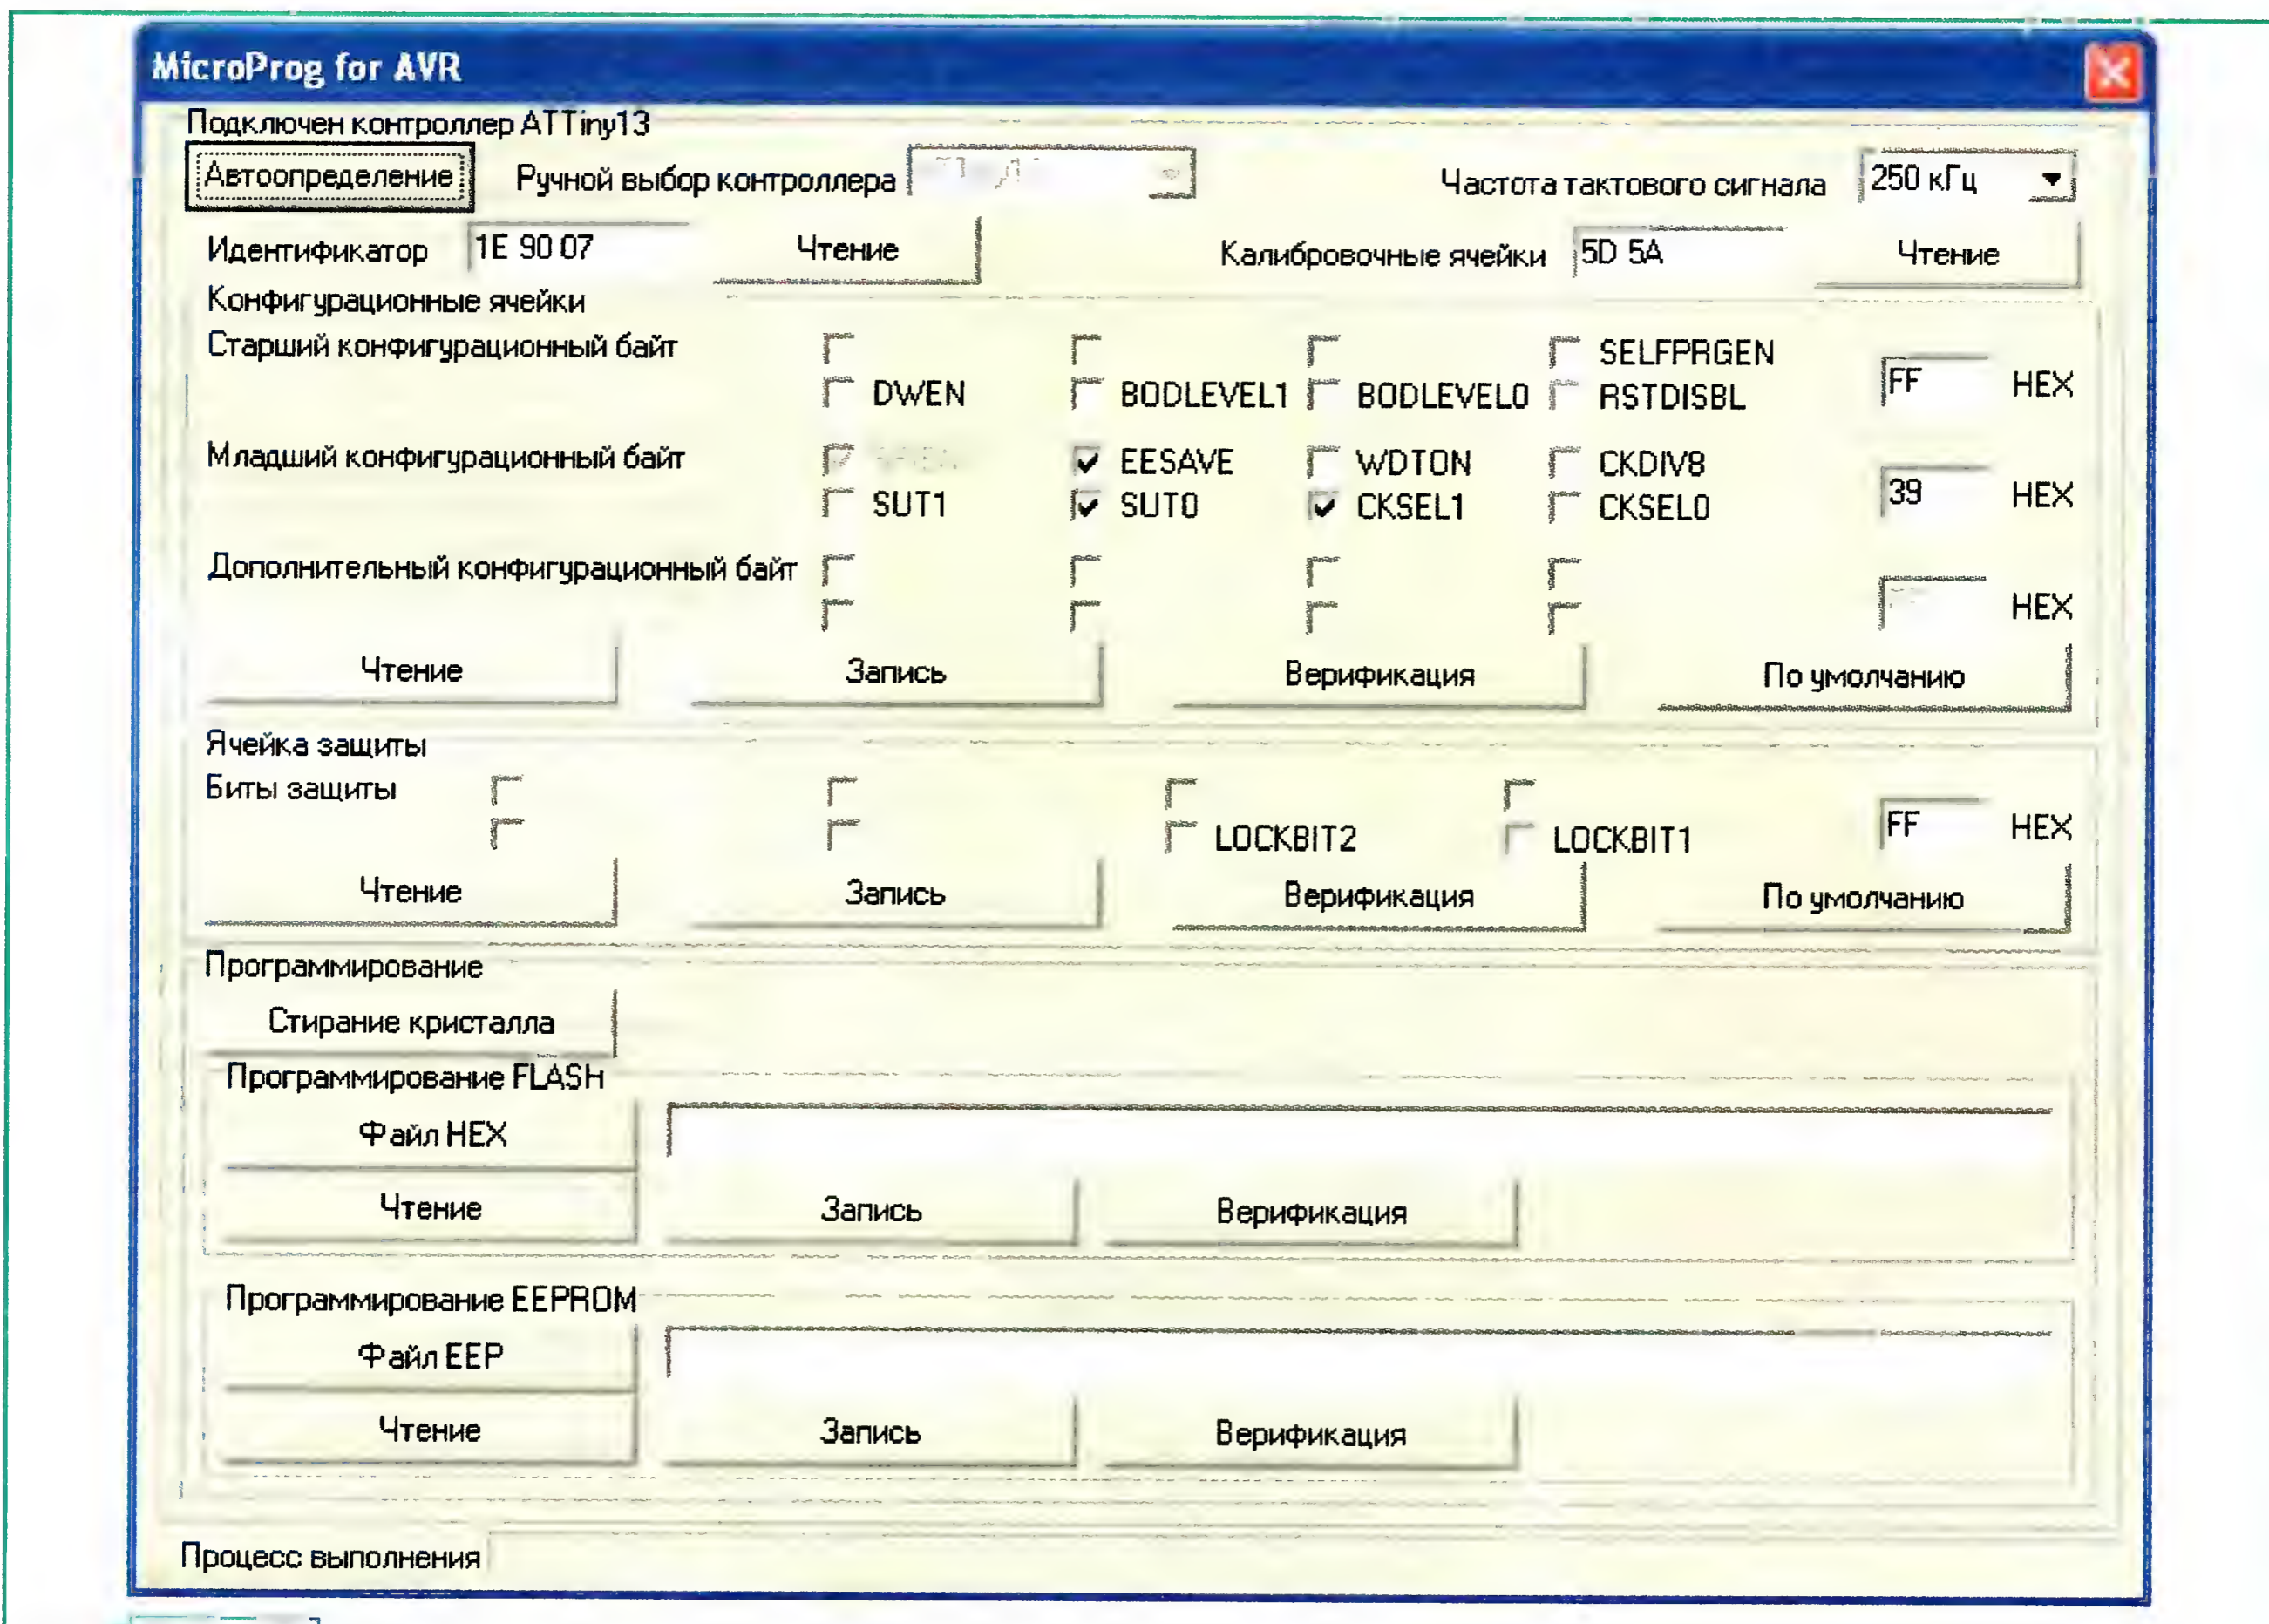 MicroProg for AVR
Подключен контроллер ATTiny13
Автоопределение Ручной выбор контроллера Частота тактового сигнала 250 кГц
Идентификатор 1E 90 07 Чтение Калибровочные ячейки 5D 5A Чтение
Конфигурационные ячейки
Старший конфигурационный байт SELFPRGEN
DWEN BODLEVEL1 BODLEVEL0 RSTDISBL FF HEX
Младший конфигурационный байт EESAVE WDTON CKDIV8
SUT1 SUT0 CKSEL1 CKSEL0 39 HEX
Дополнительный конфигурационный байт
HEX
Чтение Запись Верификация По умолчанию
Ячейка защиты
Биты защиты
LOCKBIT2 LOCKBIT1 FF HEX
Чтение Запись Верификация По умолчанию
Программирование
Стирание кристалла
Программирование FLASH
Файл HEX
Чтение Запись Верификация
Программирование EEPROM
Файл EEP
Чтение Запись Верификация
Процесс выполнения